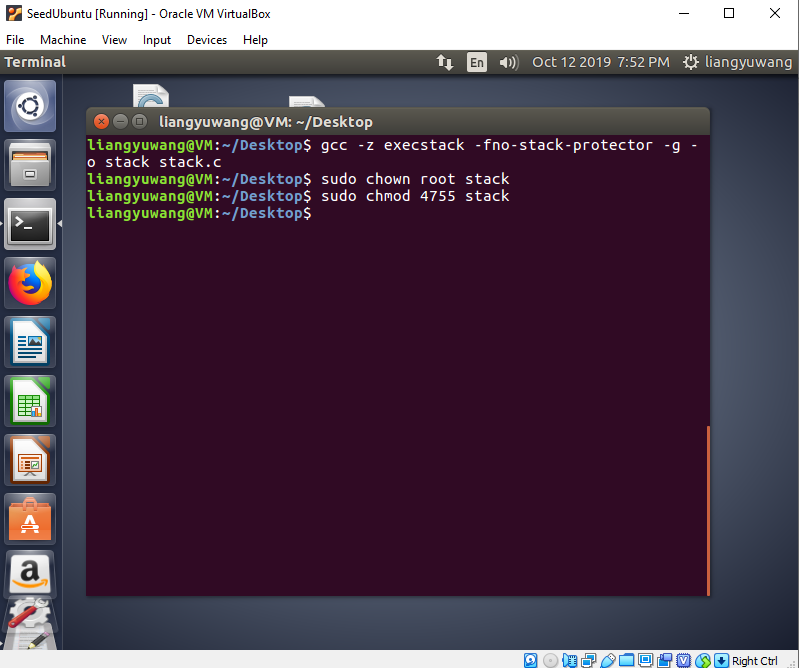 SeedUbuntu [Running] - Oracle VM VirtualBox
File Machine View Input Devices Help
Terminal En Oct 12 2019 7:52 PM liangyuwang
liangyuwang@VM: ~/Desktop
liangyuwang@VM:~/Desktop$ gcc -z execstack -fno-stack-protector -g -
o stack stack.c
liangyuwang@VM:~/Desktop$ sudo chown root stack
liangyuwang@VM:~/Desktop$ sudo chmod 4755 stack
liangyuwang@VM:~/Desktop$
Right Ctrl